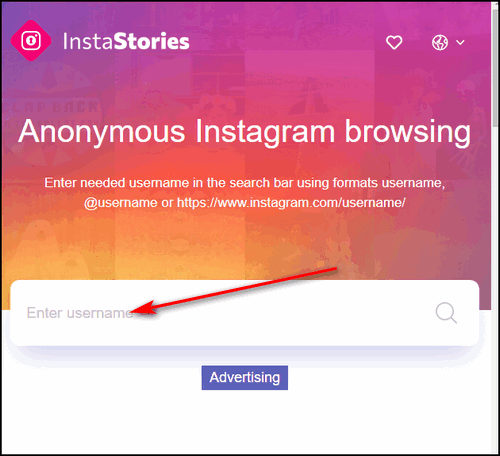 InstaStories
Anonymous Instagram browsing
Enter needed username in the search bar using formats username,
@username or https://www.instagram.com/username/
Enter username
Advertising